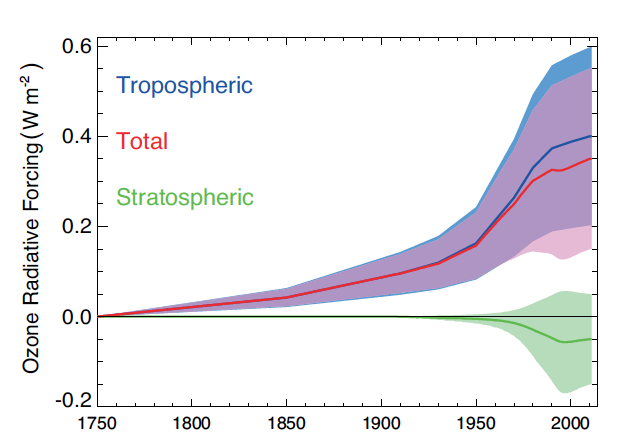 Ozone Radiative Forcing (W m-2)
0.6
0.4
0.2
0.0
-0.2
Tropospheric
Total
Stratospheric
1750 1800 1850 1900 1950 2000